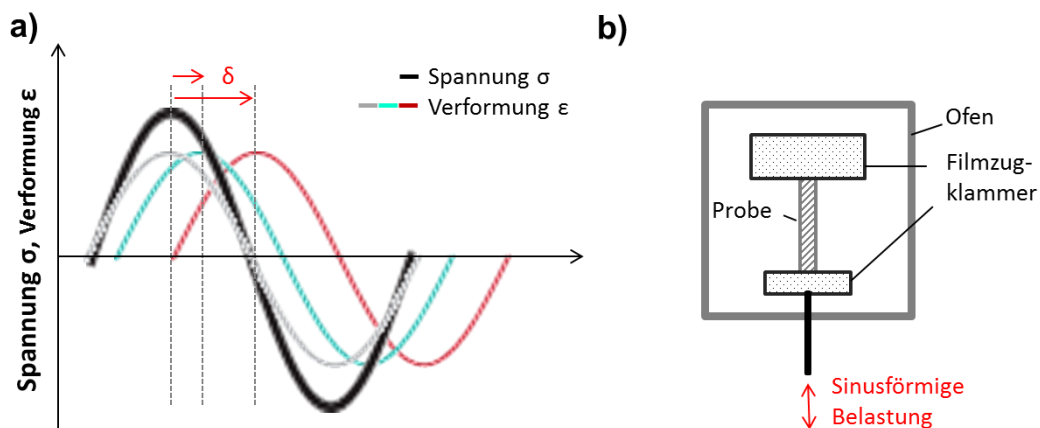 a)
Spannung σ, Verformung ε
δ
Spannung σ
Verformung ε
b)
Ofen
Filmzug-
klammer
Probe
Sinusförmige
Belastung